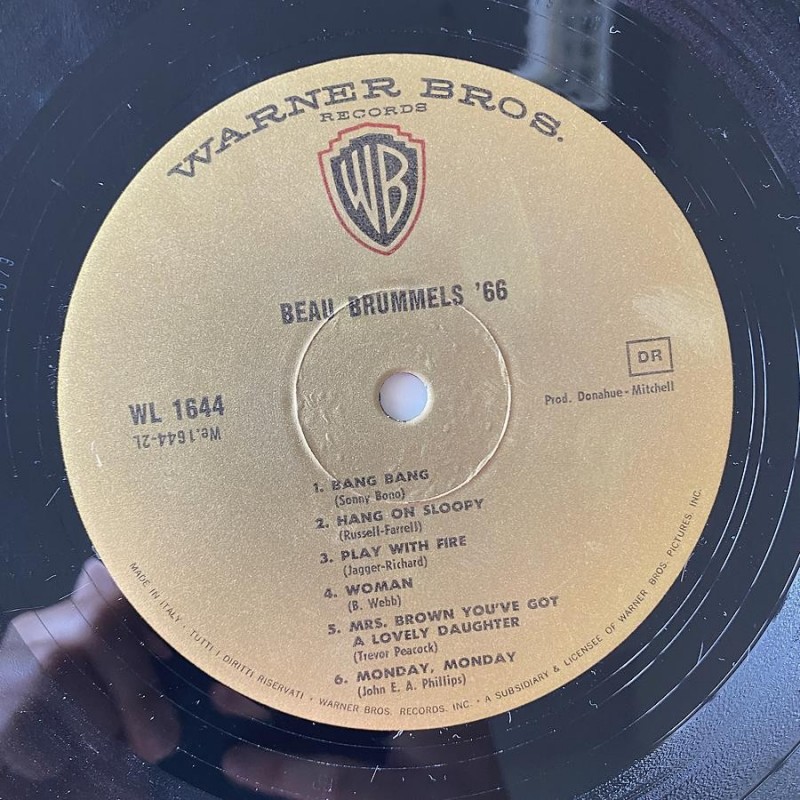 WARNER BROS.
RECORDS
WB
BEAU BRUMMELS '66
DR
Prod. Donahue-Mitchell
WL 1644
We.1644-2L
1. BANG BANG
(Sonny Bono)
2. HANG ON SLOOPY
(Russell-Farrell)
3. PLAY WITH FIRE
(Jagger-Richard)
4. WOMAN
(B. Webb)
5. MRS. BROWN YOU'VE GOT
A LOVELY DAUGHTER
(Trevor Peacock)
6. MONDAY, MONDAY
(John E. A. Phillips)
MADE IN ITALY - TUTTI I DIRITTI RISERVATI • WARNER BROS. RECORDS, INC. • A SUBSIDIARY & LICENSEE OF WARNER BROS. PICTURES, INC.